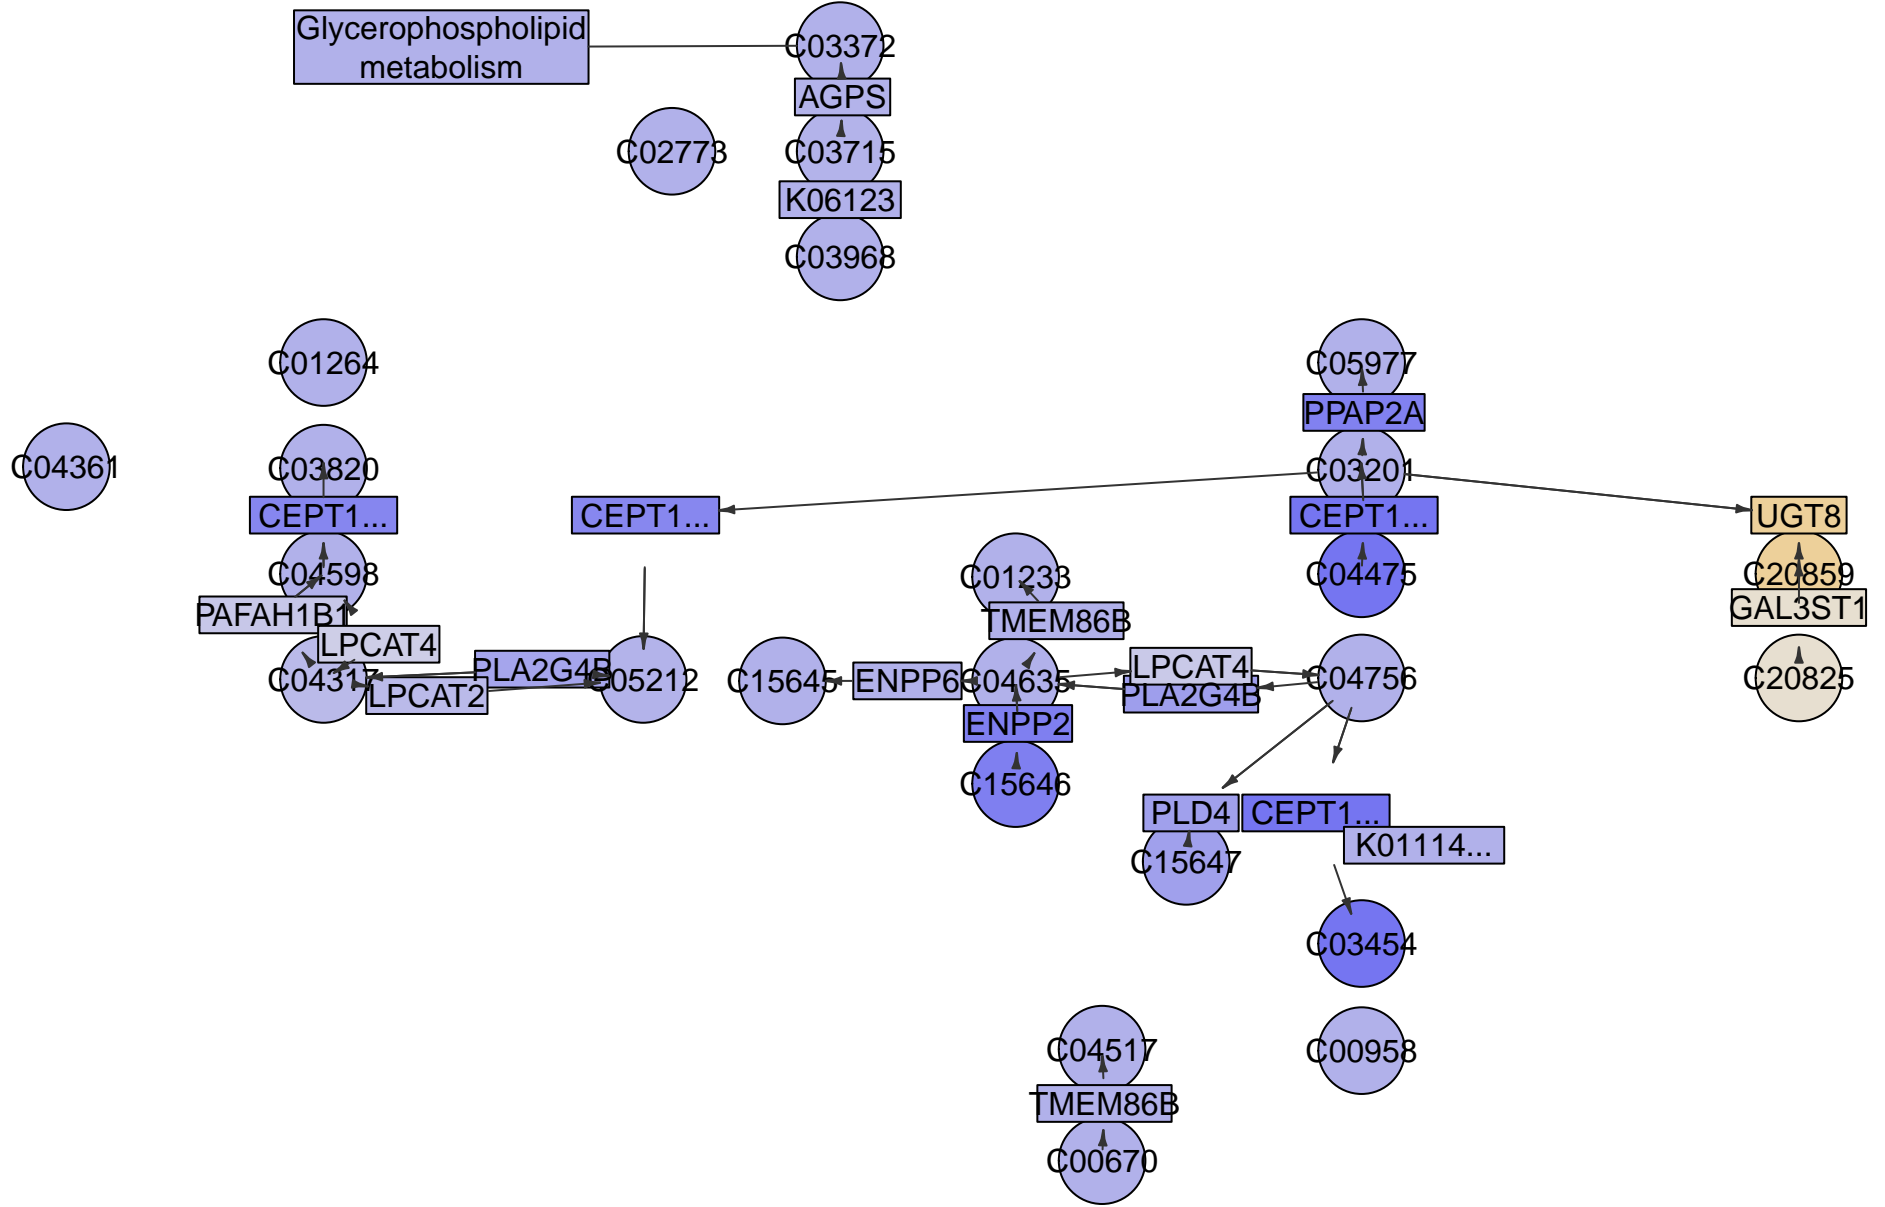 Glycerophospholipid
metabolism
C03372
AGPS
C02773
C03715
K06123
C03968
C01264
C05977
PPAP2A
C04361
C03820
C03201
CEPT1...
CEPT1...
CEPT1...
UGT8
C04598
C01233
C04475
C20859
PAFAH1B1
TMEM86B
GAL3ST1
LPCAT4
PLA2G4B
LPCAT4
C04317
LPCAT2
C05212
C15645
ENPP6
C04635
PLA2G4B
C04756
C20825
ENPP2
C15646
PLD4
CEPT1...
K01114...
C15647
C03454
C04517
C00958
TMEM86B
C00670